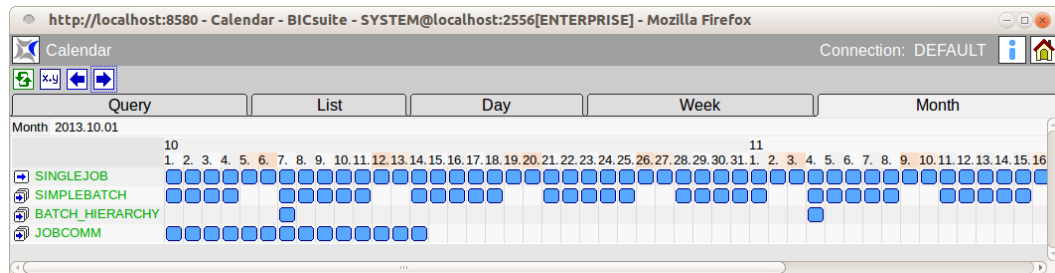 http://localhost:8580 - Calendar - BICsuite - SYSTEM@localhost:2556[ENTERPRISE] - Mozilla Firefox
Calendar Connection: DEFAULT
x.y
Query List Day Week Month
Month 2013.10.01
10 11
1. 2. 3. 4. 5. 6. 7. 8. 9. 10. 11. 12. 13. 14. 15. 16. 17. 18. 19. 20. 21. 22. 23. 24. 25. 26. 27. 28. 29. 30. 31. 1. 2. 3. 4. 5. 6. 7. 8. 9. 10. 11. 12. 13. 14. 15. 16
SINGLEJOB
SIMPLEBATCH
BATCH_HIERARCHY
JOBCOMM